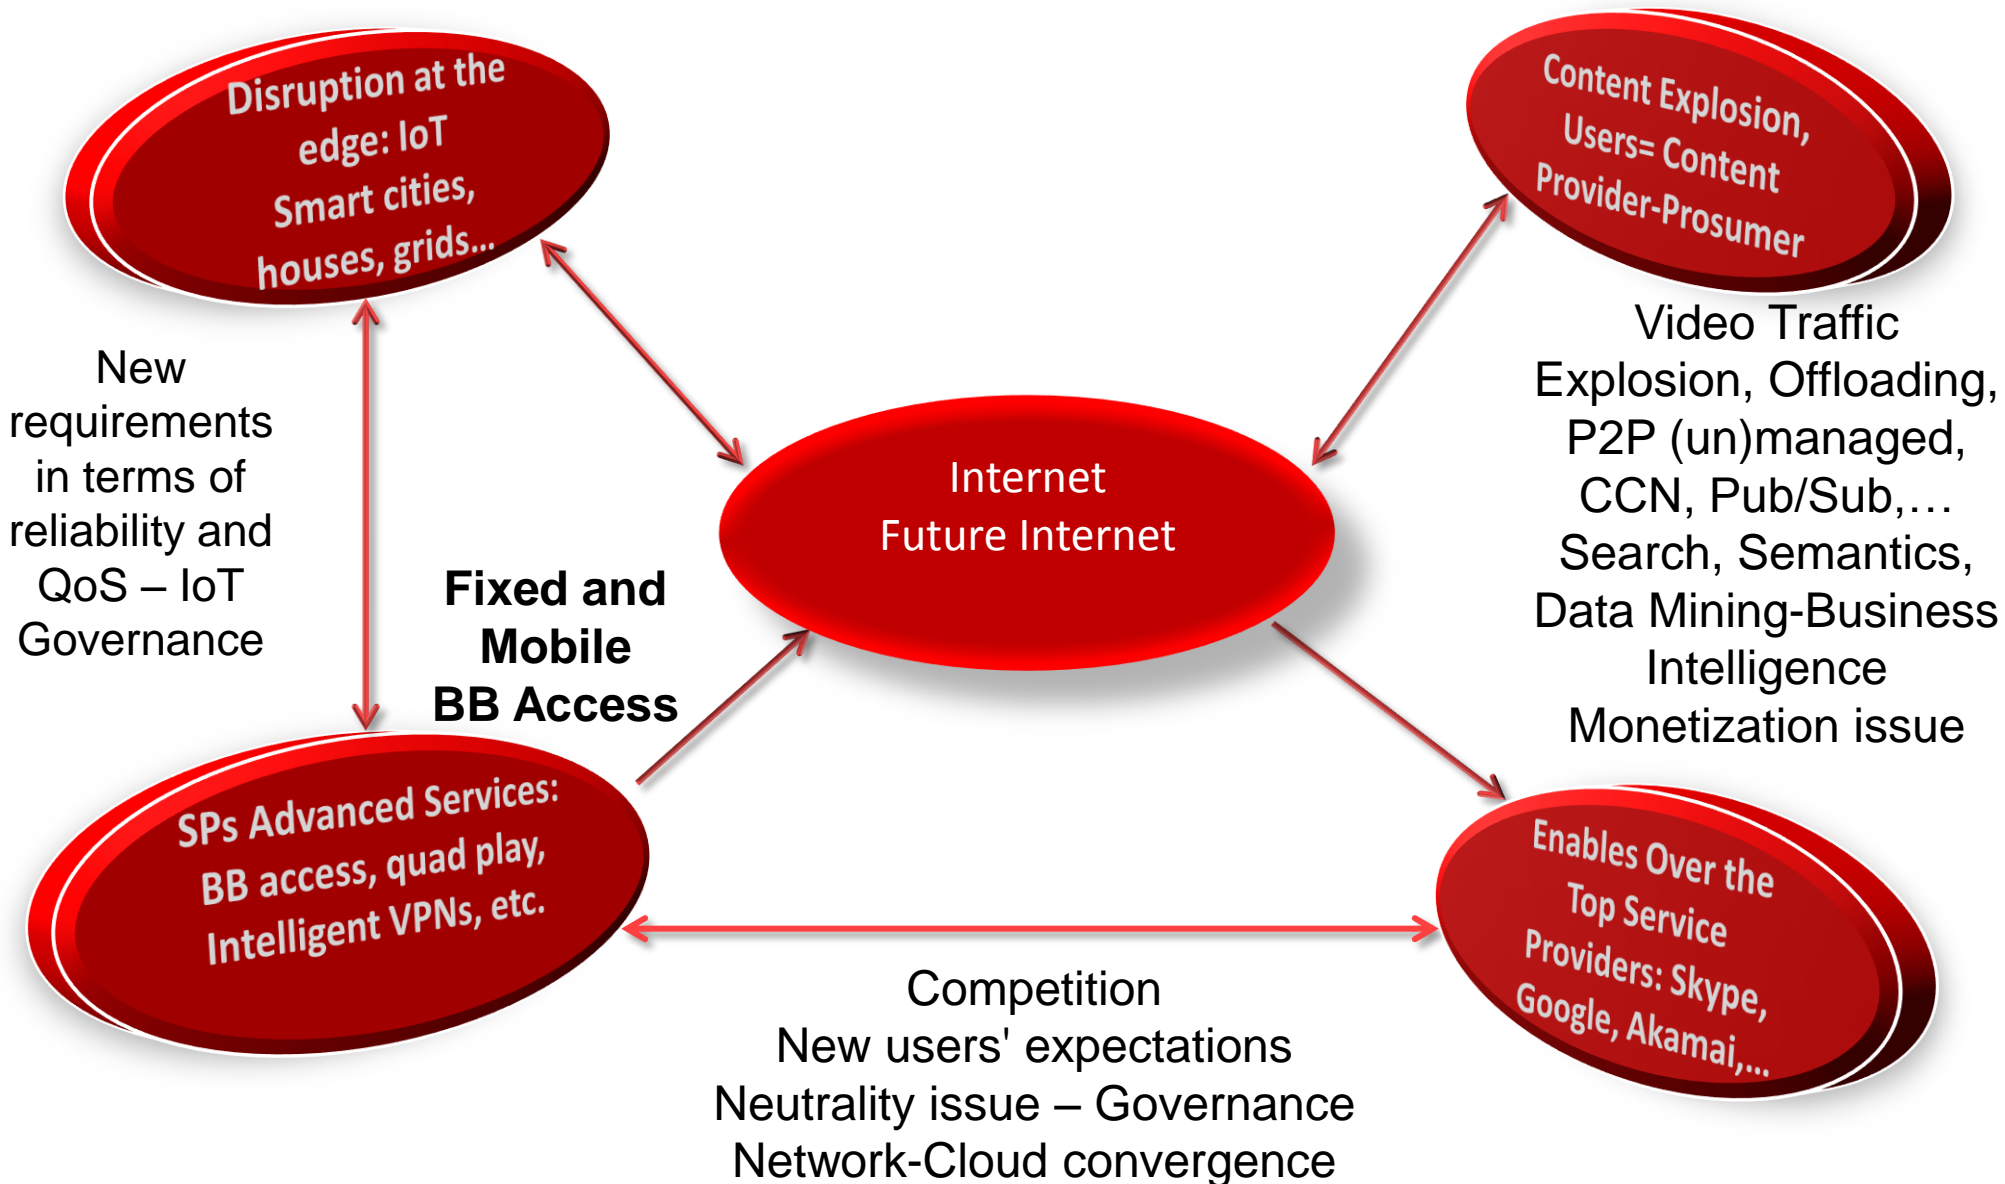 Disruption at the
edge: IoT
Smart cities,
houses, grids...
Content Explosion,
Users= Content
Provider-Prosumer
New
requirements
in terms of
reliability and
QoS – IoT
Governance
Video Traffic
Explosion, Offloading,
P2P (un)managed,
CCN, Pub/Sub,…
Search, Semantics,
Data Mining-Business
Intelligence
Monetization issue
Internet
Future Internet
Fixed and
Mobile
BB Access
SPs Advanced Services:
BB access, quad play,
Intelligent VPNs, etc.
Enables Over the
Top Service
Providers: Skype,
Google, Akamai,...
Competition
New users' expectations
Neutrality issue – Governance
Network-Cloud convergence